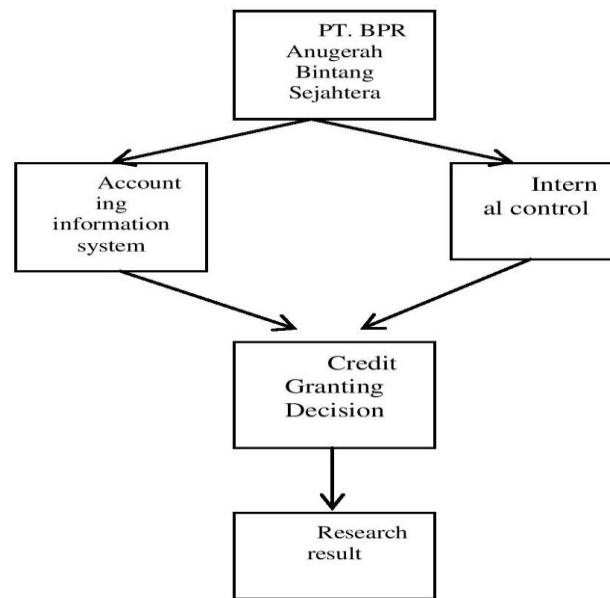 PT. BPR
Anugerah
Bintang
Sejahtera
Account
ing
information
system
Intern
al control
Credit
Granting
Decision
Research
result